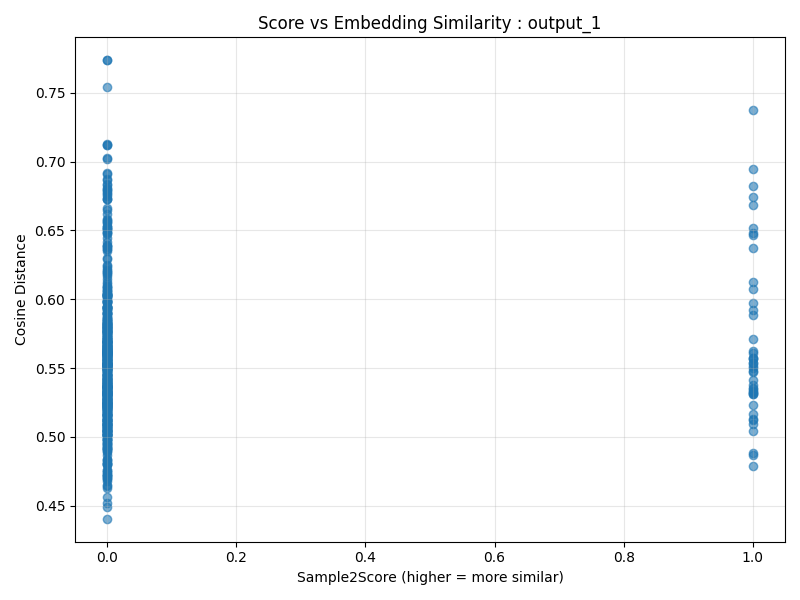 Score vs Embedding Similarity : output_1
Cosine Distance
0.75
0.70
0.65
0.60
0.55
0.50
0.45
0.0 0.2 0.4 0.6 0.8 1.0
Sample2Score (higher = more similar)